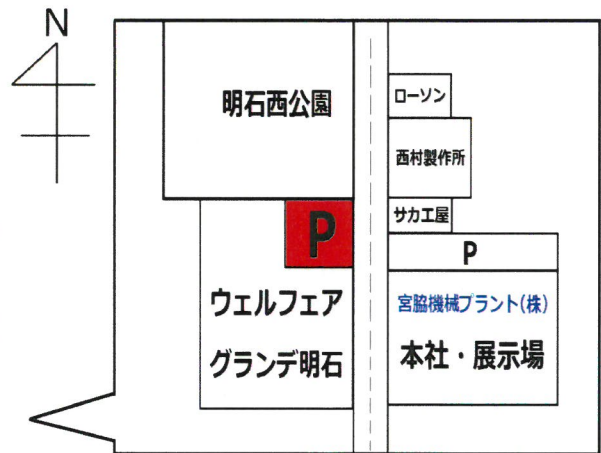 N
明石西公園
ローソン
西村製作所
サカエ屋
P
P
ウェルフェア
グランデ明石
宮脇機械プラント(株)
本社・展示場